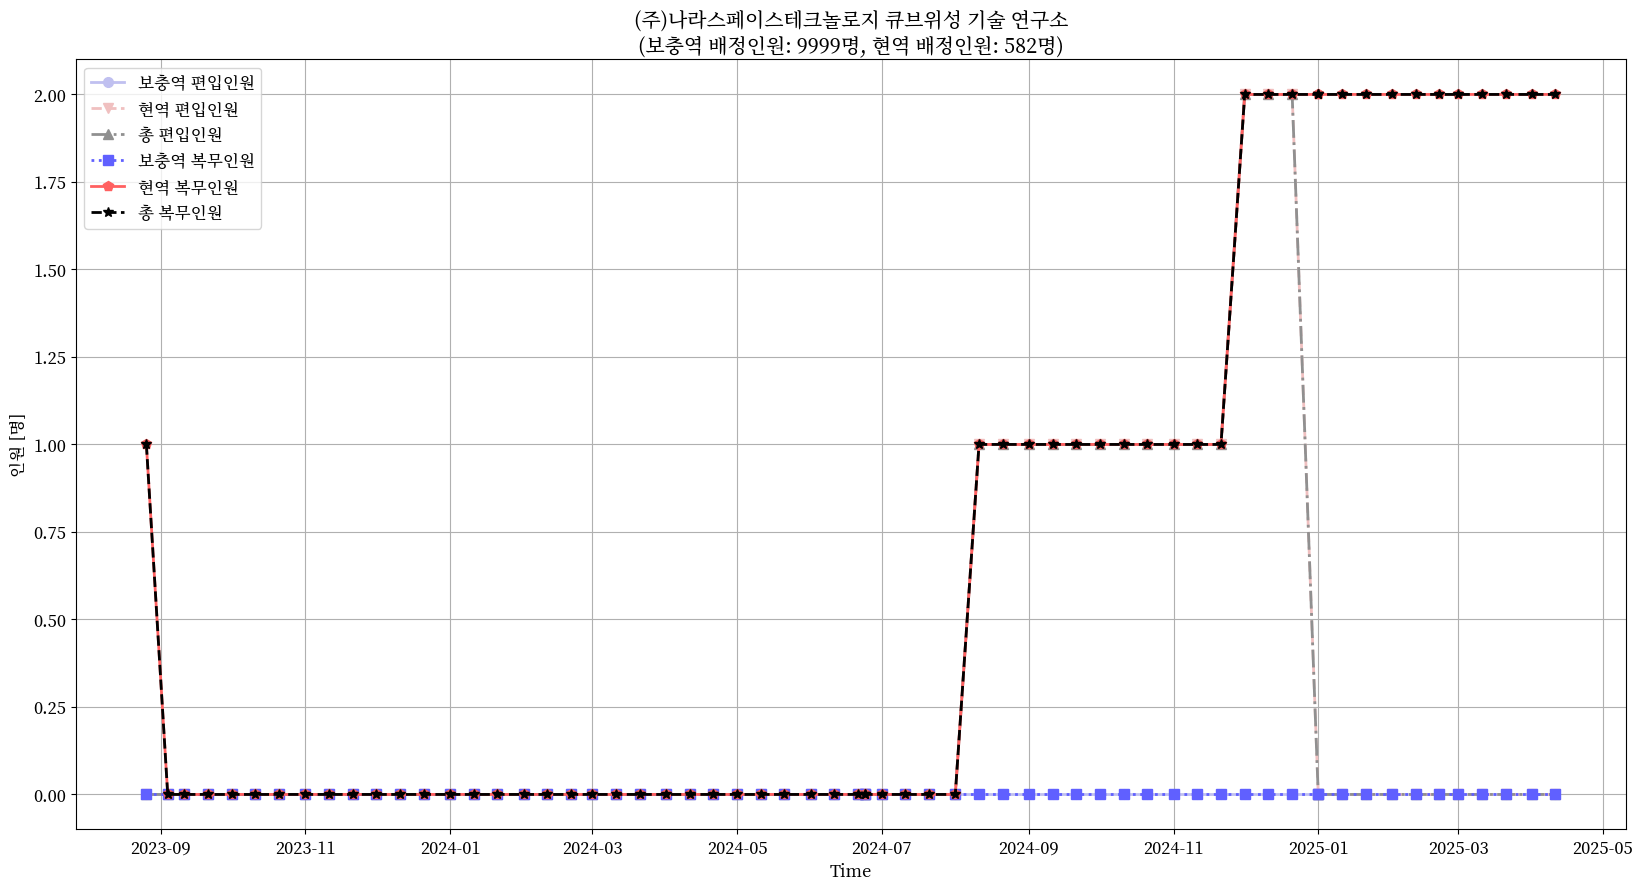 (주)나라스페이스테크놀로지 큐브위성 기술 연구소
(보충역 배정인원: 9999명, 현역 배정인원: 582명)
보충역 편입인원
현역 편입인원
총 편입인원
보충역 복무인원
현역 복무인원
총 복무인원
인원 [명]
2.00
1.75
1.50
1.25
1.00
0.75
0.50
0.25
0.00
2023-09 2023-11 2024-01 2024-03 2024-05 2024-07 2024-09 2024-11 2025-01 2025-03 2025-05
Time